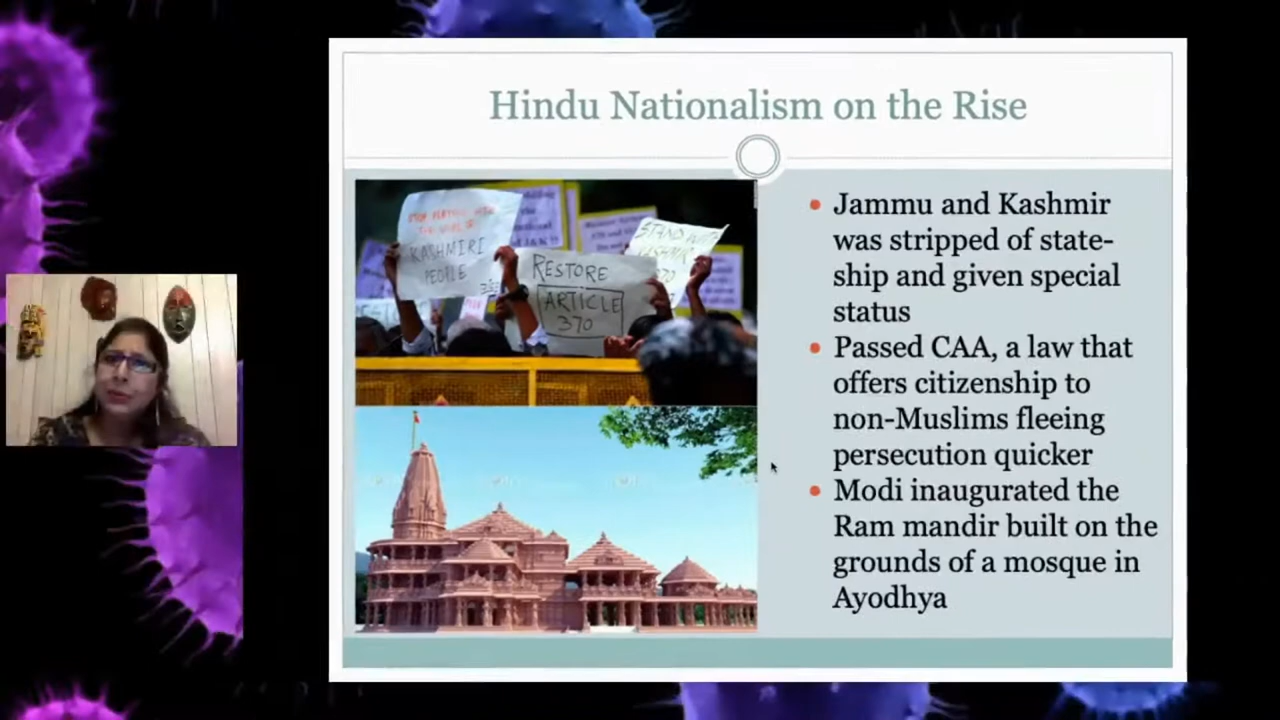 Hindu Nationalism on the Rise
KASHMIRI
PEOPLE
RESTORE
ARTICLE
370
Jammu and Kashmir
was stripped of state-
ship and given special
status
Passed CAA, a law that
offers citizenship to
non-Muslims fleeing
persecution quicker
Modi inaugurated the
Ram mandir built on the
grounds of a mosque in
Ayodhya